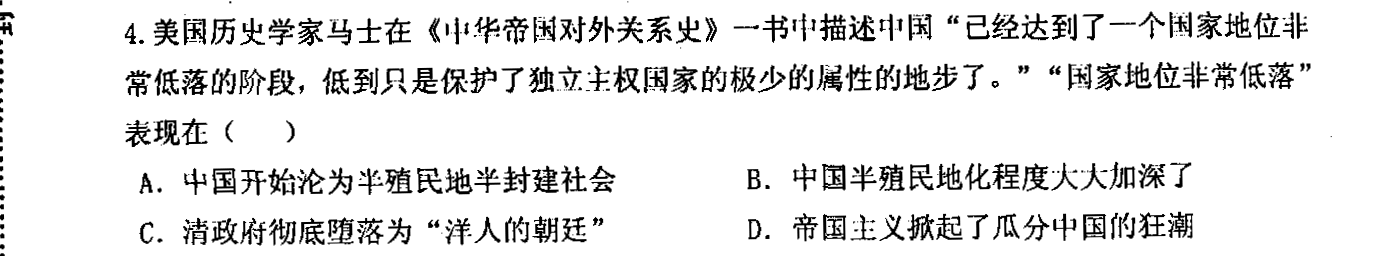 4.美国历史学家马士在《中华帝国对外关系史》一书中描述中国“已经达到了一个国家地位非
常低落的阶段，低到只是保护了独立主权国家的极少的属性的地步了。”“国家地位非常低落”
表现在（　　）
A．中国开始沦为半殖民地半封建社会　　B．中国半殖民地化程度大大加深了
C．清政府彻底堕落为“洋人的朝廷”　　D．帝国主义掀起了瓜分中国的狂潮